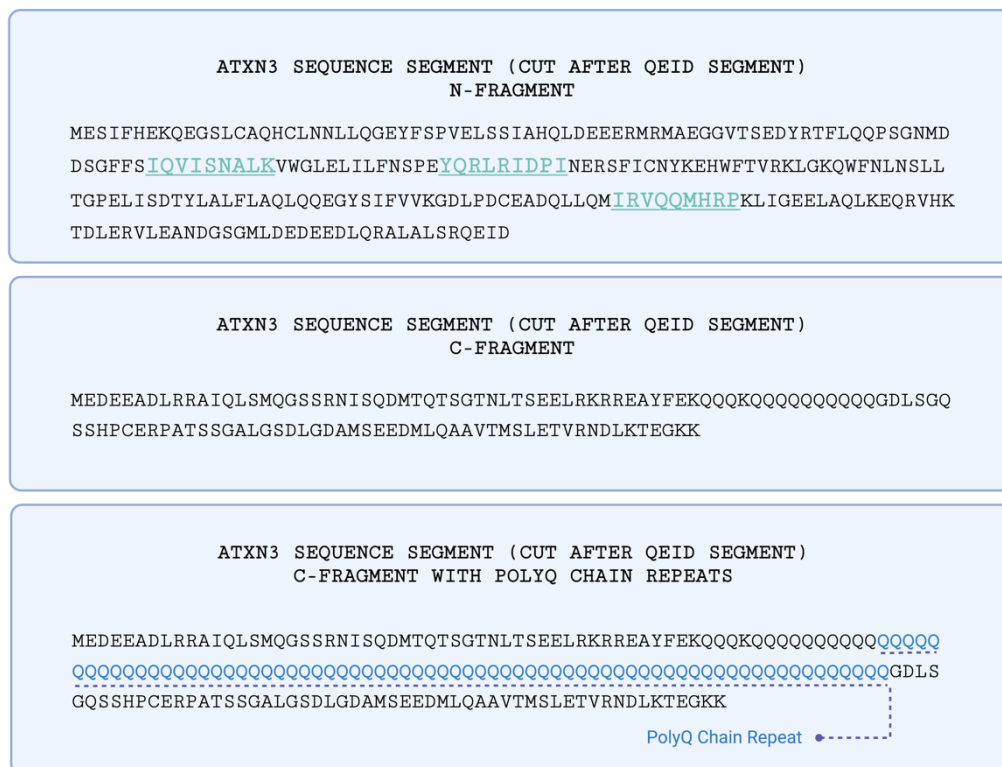 ATXN3 SEQUENCE SEGMENT (CUT AFTER QEID SEGMENT)
N-FRAGMENT
MESIFHEKQEGSLCAQHCLNNLLQGEYFSPVELSSIAHQLDEEERMRMAEGGVTSEDYRTFLQQPSGNMD
DSGFFSIQVISNALKVWGLELILFNSPEYQRLRIDPINERSFICNYKEHWFTVRKLGKQWFNLNSLL
TGPELISDTYLALFLAQLQQEGYSIFVVKGDLPDCEADQLLQMIRVQQMHRPKLIGEELAQLKEQRVHK
TDLERVLEANDGSGMLDEDEEDLQRALALSRQEID
ATXN3 SEQUENCE SEGMENT (CUT AFTER QEID SEGMENT)
C-FRAGMENT
MEDEEADLRRAIQLSMQGSSRNISQDMTQTSGTNLTSEELRKRREAYFEKQQQKQQQQQQQQQQGDLSGQ
SSHPCERPATSSGALGSDLGDAMSEEDMLQAAVTMSLETVRNDLKTEGKK
ATXN3 SEQUENCE SEGMENT (CUT AFTER QEID SEGMENT)
C-FRAGMENT WITH POLYQ CHAIN REPEATS
MEDEEADLRRAIQLSMQGSSRNISQDMTQTSGTNLTSEELRKRREAYFEKQQQKQQQQQQQQQQQQQQQ
QQQQQQQQQQQQQQQQQQQQQQQQQQQQQQQQQQQQQQQQQQQQQQQQQQQQQQQQQQQQQQQQQGDLS
GQSSHPCERPATSSGALGSDLGDAMSEEDMLQAAVTMSLETVRNDLKTEGKK
PolyQ Chain Repeat